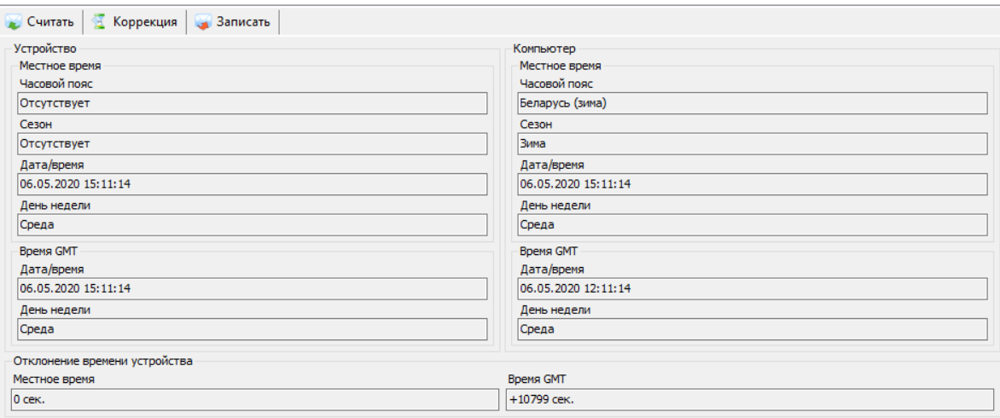 Считать Коррекция Записать
Устройство
Местное время
Часовой пояс
Отсутствует
Сезон
Отсутствует
Дата/время
06.05.2020 15:11:14
День недели
Среда
Время GMT
Дата/время
06.05.2020 15:11:14
День недели
Среда
Компьютер
Местное время
Часовой пояс
Беларусь (зима)
Сезон
Зима
Дата/время
06.05.2020 15:11:14
День недели
Среда
Время GMT
Дата/время
06.05.2020 12:11:14
День недели
Среда
Отклонение времени устройства
Местное время
0 сек.
Время GMT
+10799 сек.